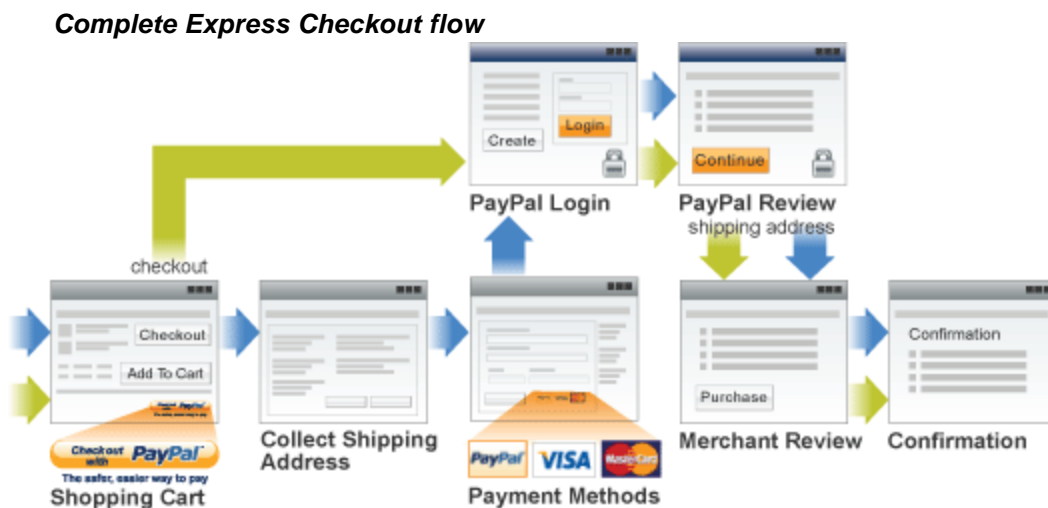 Complete Express Checkout flow
Login
Create
Continue
PayPal Login
PayPal Review
shipping address
checkout
Checkout
Add To Cart
Checkout with PayPal
The safer, easier way to pay
Shopping Cart
Collect Shipping
Address
PayPal VISA MasterCard
Payment Methods
Purchase
Merchant Review
Confirmation
Confirmation